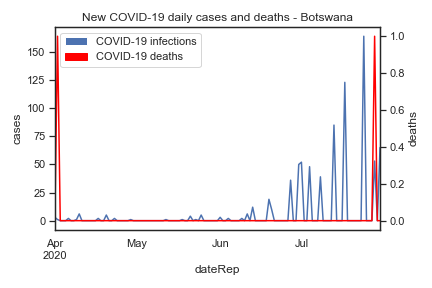 New COVID-19 daily cases and deaths - Botswana
COVID-19 infections
COVID-19 deaths
150
125
100
75
50
25
0
cases
1.0
0.8
0.6
0.4
0.2
0.0
deaths
Apr
2020
May
Jun
Jul
dateRep